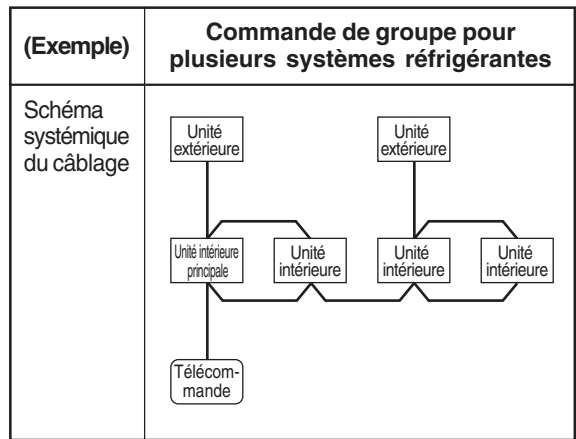 (Exemple)
Commande de groupe pour
plusieurs systèmes réfrigérantes
Schéma
systémique
du câblage
Unité
extérieure
Unité
extérieure
Unité intérieure
principale
Unité
intérieure
Unité
intérieure
Unité
intérieure
Télécom-
mande